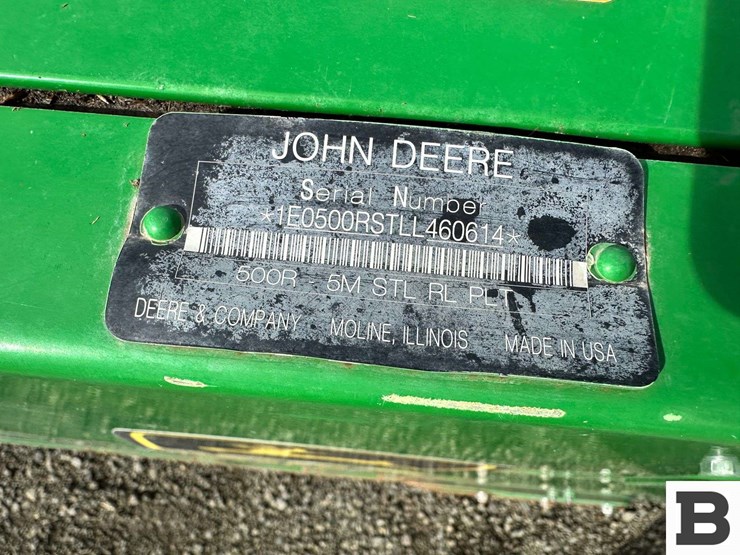 JOHN DEERE
Serial Number
*1E0500RSTLL460614*
500R - 5M STL RL PLT
DEERE & COMPANY MOLINE, ILLINOIS MADE IN USA
B